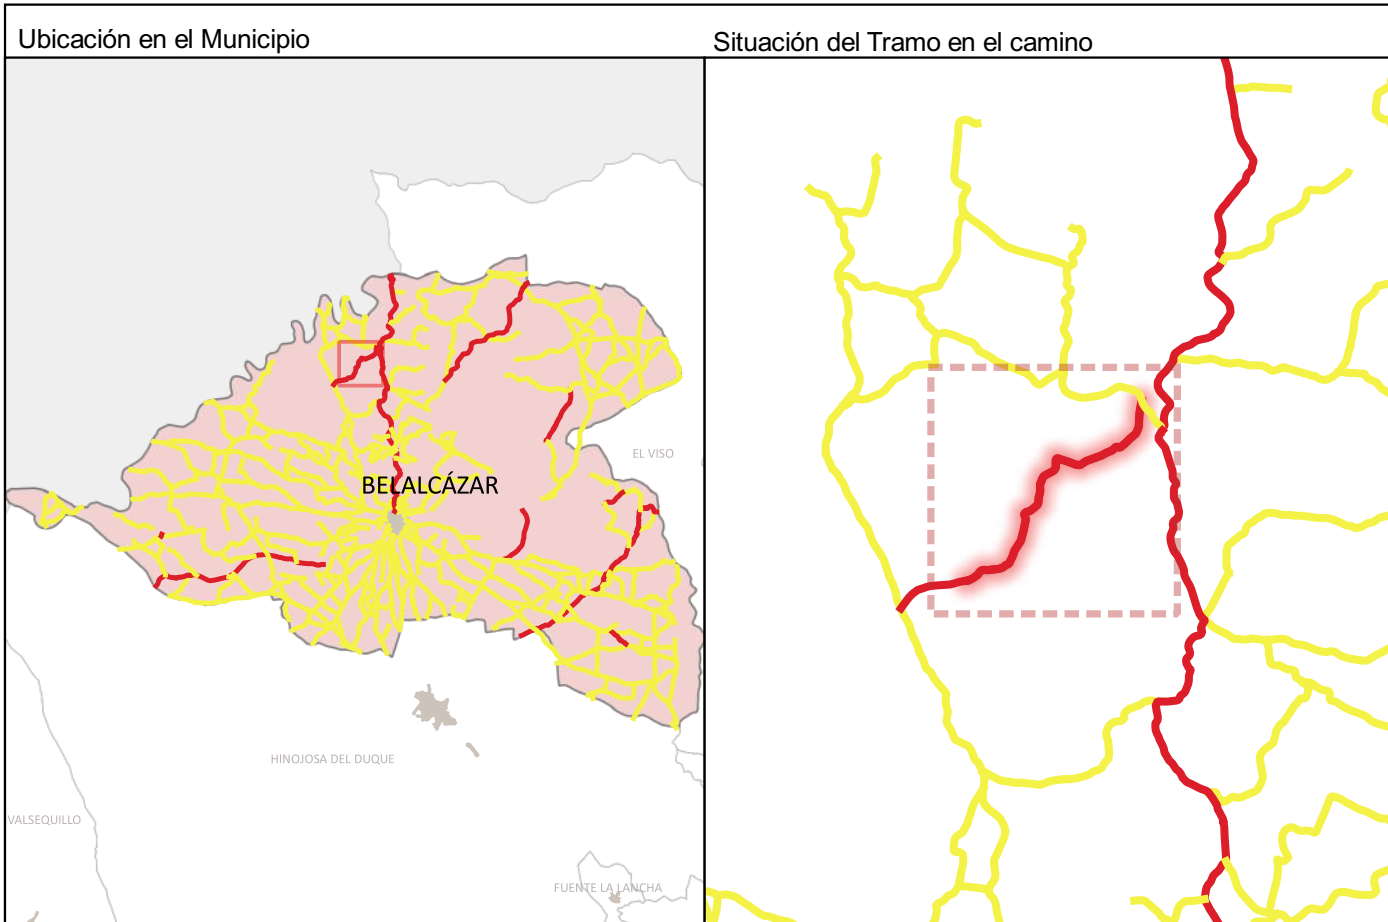 Ubicación en el Municipio
Situación del Tramo en el camino
EL VISO
BELALCÁZAR
HINOJOSA DEL DUQUE
VALSEQUILLO
FUENTE LA LANCHA